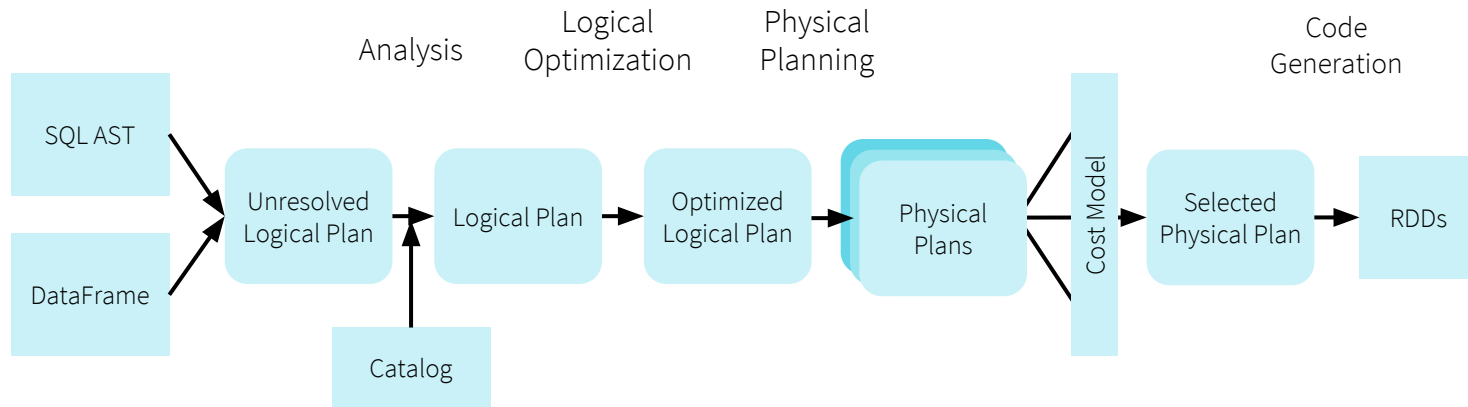 Analysis
Logical
Optimization
Physical
Planning
Code
Generation
SQL AST
DataFrame
Unresolved
Logical Plan
Catalog
Logical Plan
Optimized
Logical Plan
Physical
Plans
Cost Model
Selected
Physical Plan
RDDs